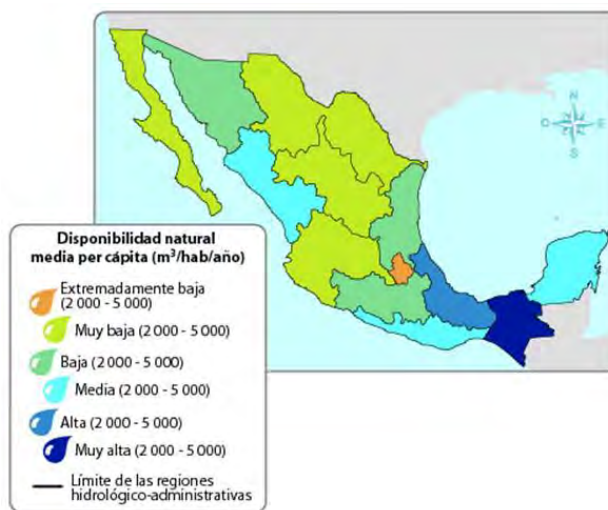 N
O
E
S
Disponibilidad natural
media per cápita (m³/hab/año)
Extremadamente baja
(2 000 - 5 000)
Muy baja (2 000 - 5 000)
Baja (2 000 - 5 000)
Media (2 000 - 5 000)
Alta (2 000 - 5 000)
Muy alta (2 000 - 5 000)
Límite de las regiones
hidrológico-administrativas